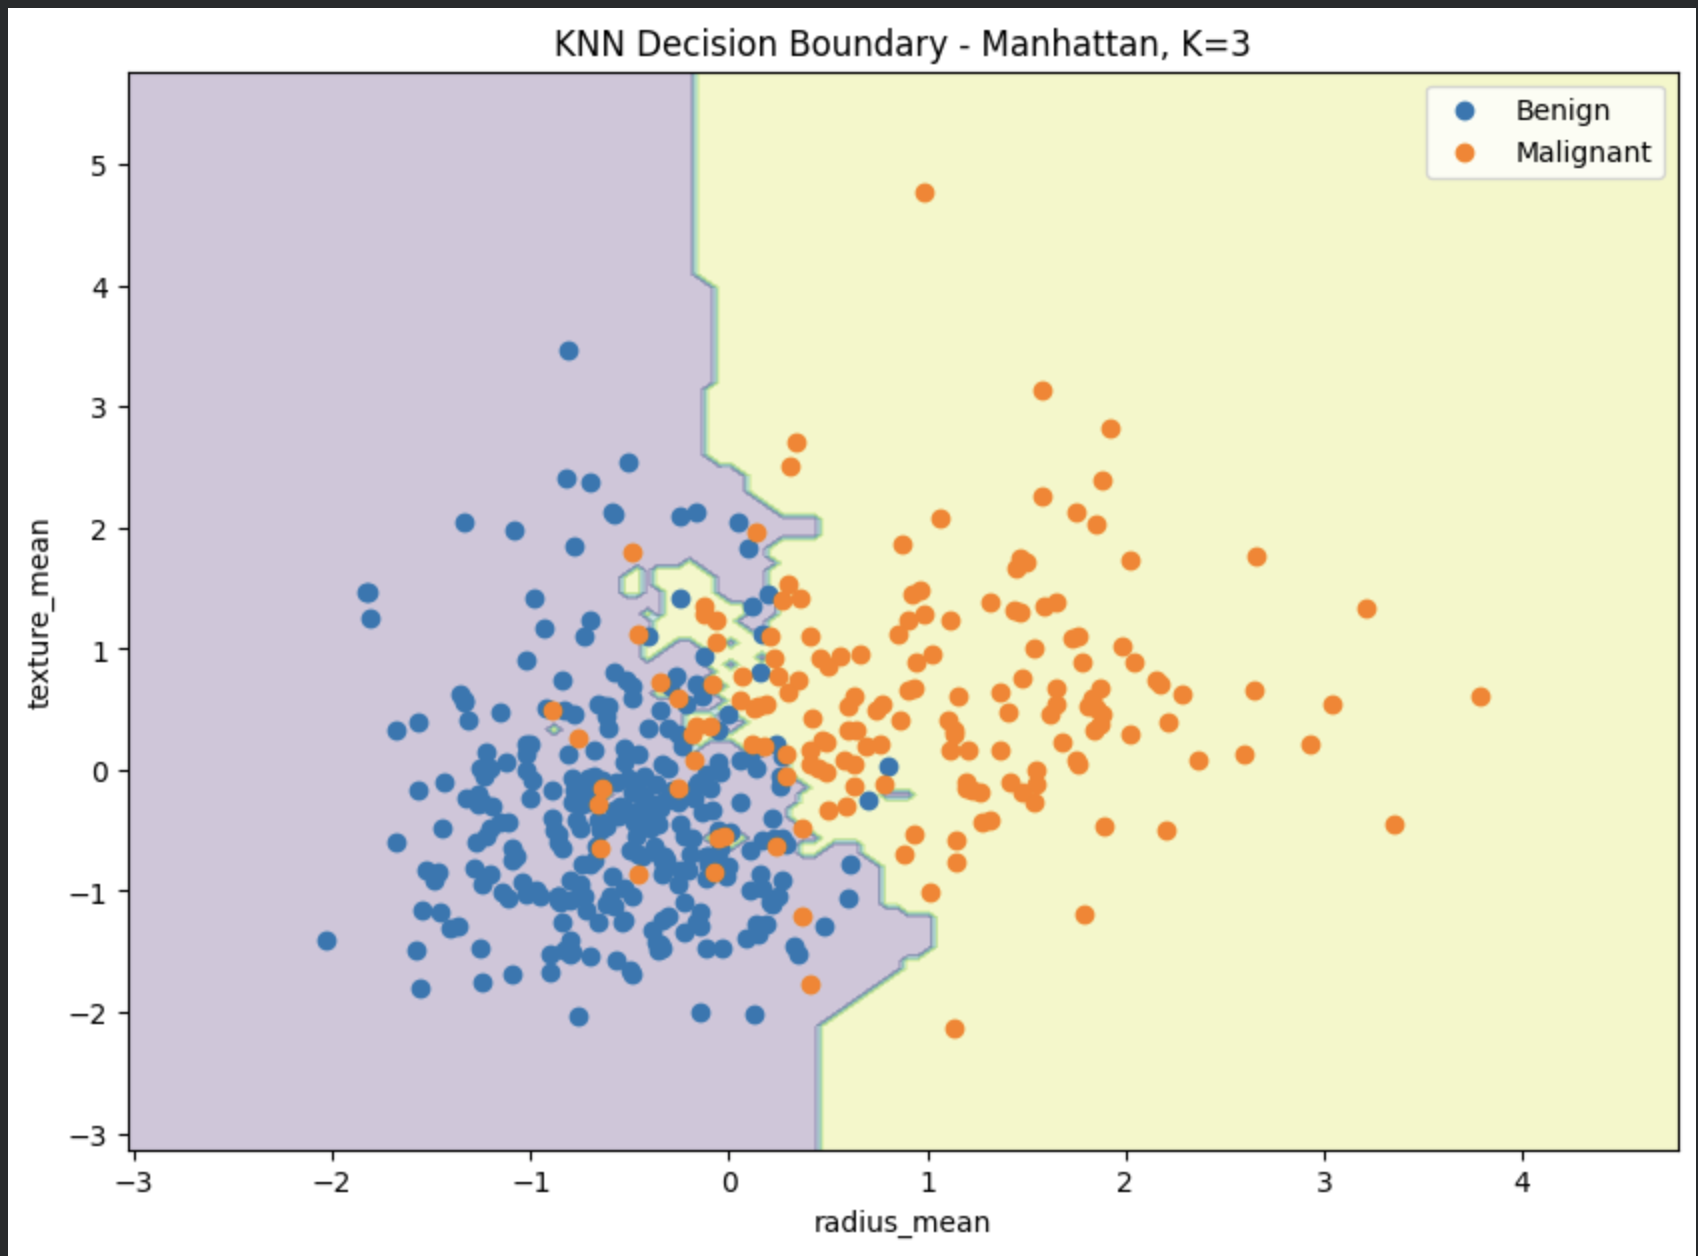 KNN Decision Boundary - Manhattan, K=3
Benign
Malignant
5
4
3
2
1
0
−1
−2
−3
texture_mean
−3 −2 −1 0 1 2 3 4
radius_mean